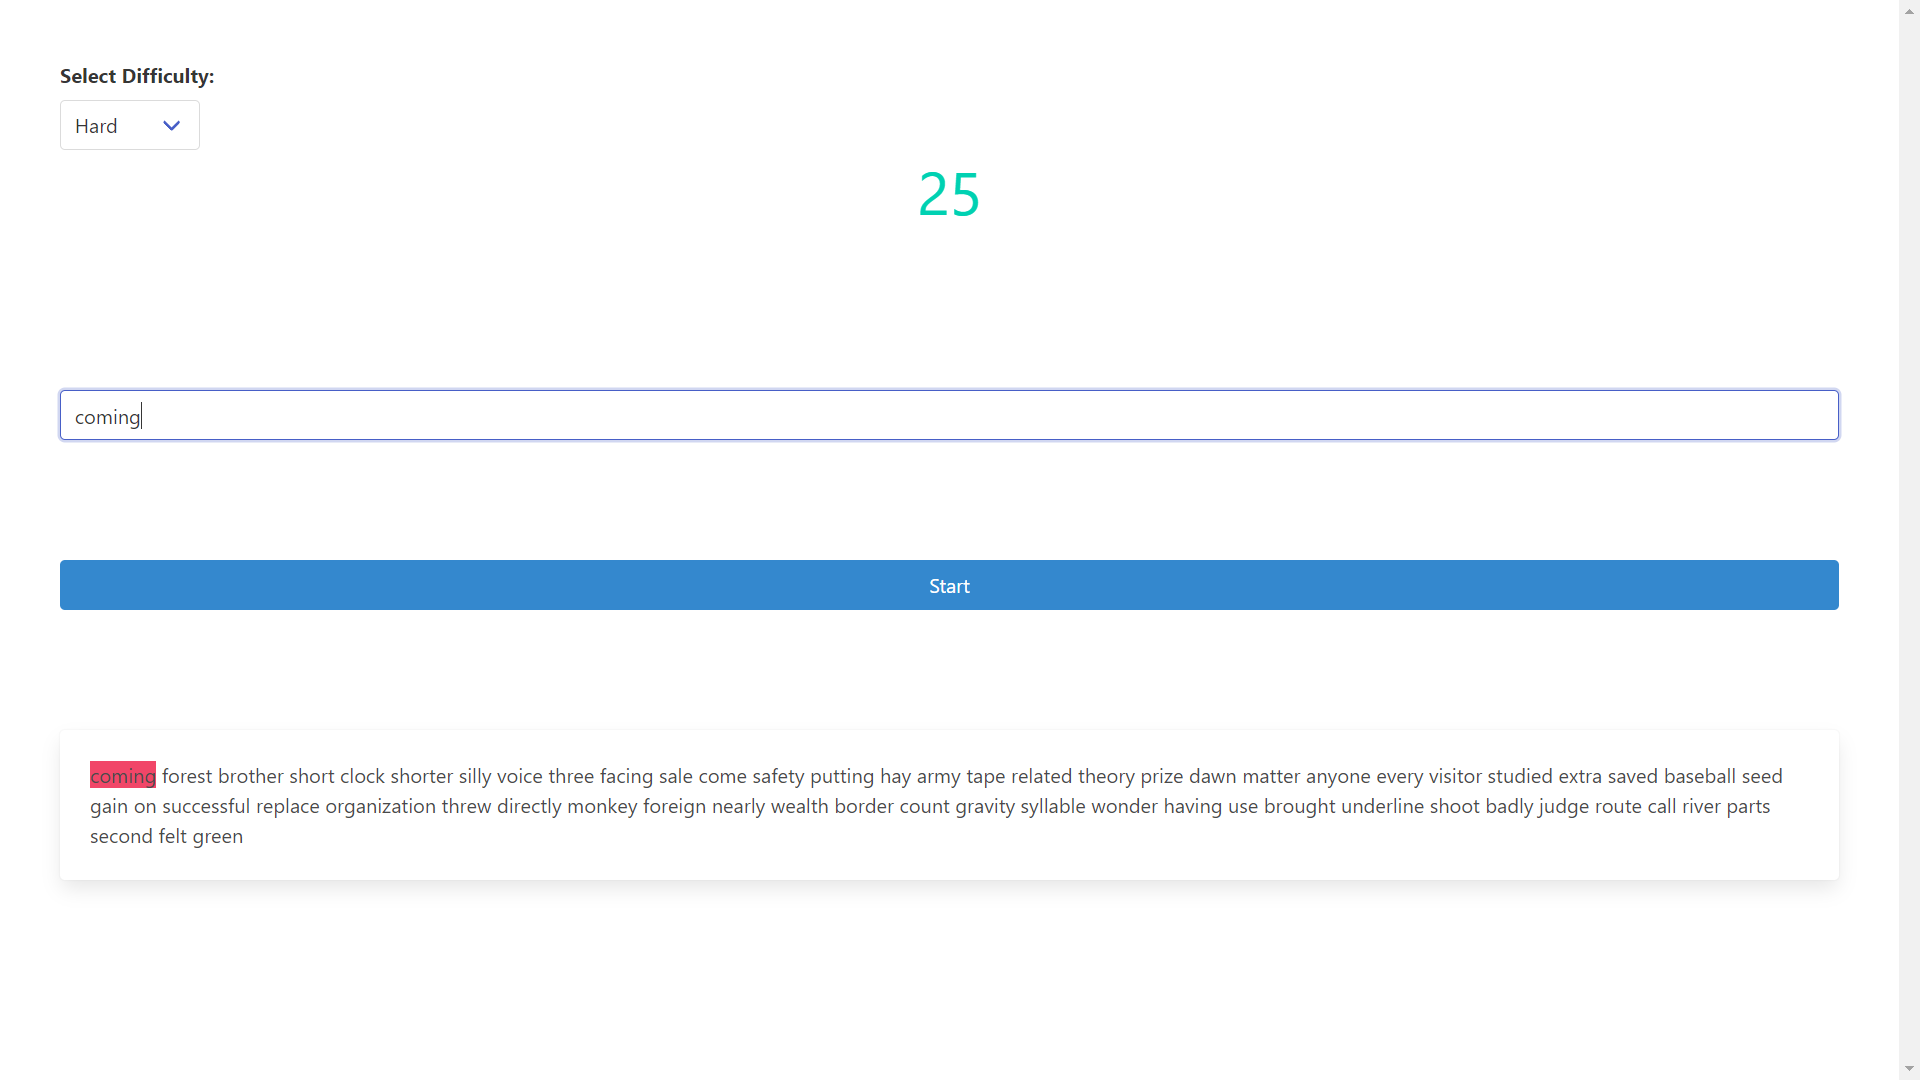 Select Difficulty:
Hard
25
coming
Start
coming forest brother short clock shorter silly voice three facing sale come safety putting hay army tape related theory prize dawn matter anyone every visitor studied extra saved baseball seed
gain on successful replace organization threw directly monkey foreign nearly wealth border count gravity syllable wonder having use brought underline shoot badly judge route call river parts
second felt green